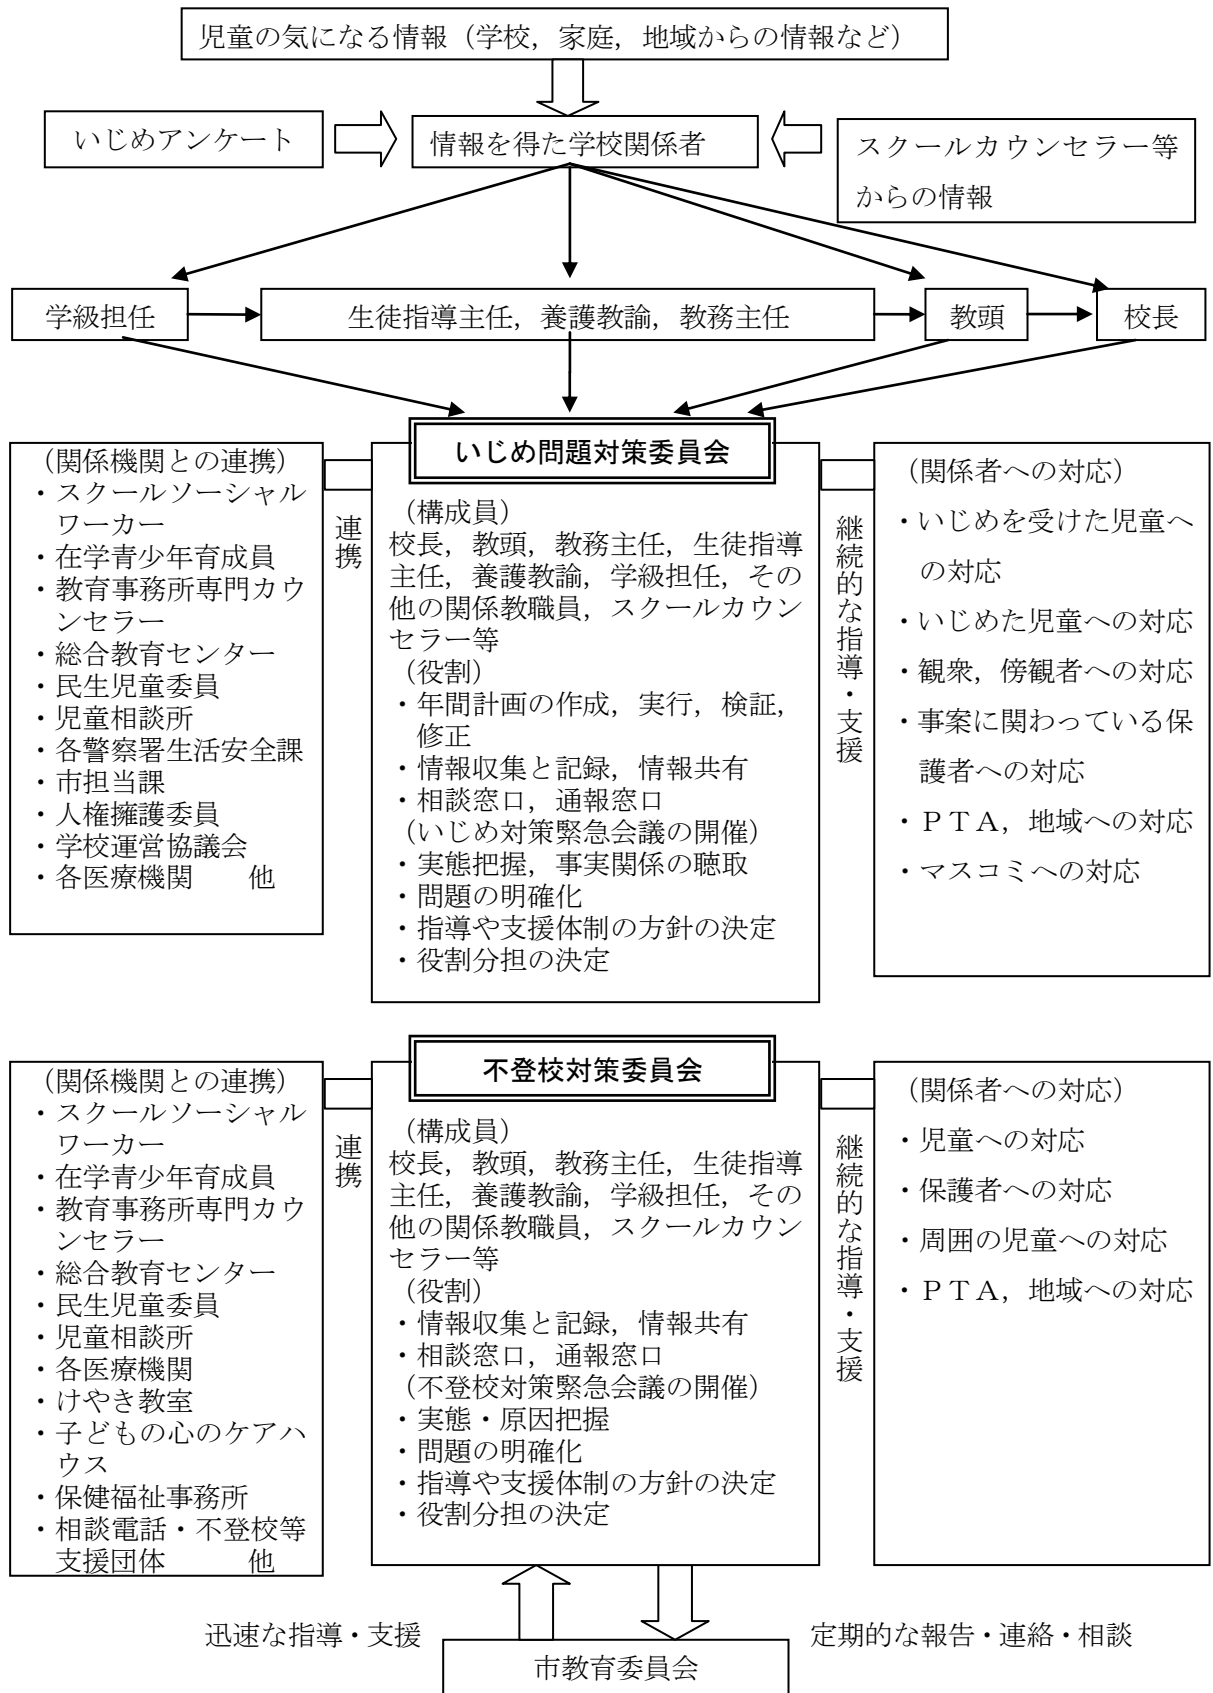 児童の気になる情報（学校，家庭，地域からの情報など）
いじめアンケート
情報を得た学校関係者
スクールカウンセラー等
からの情報
学級担任
生徒指導主任，養護教諭，教務主任
教頭
校長
いじめ問題対策委員会
（関係機関との連携）
・スクールソーシャル
ワーカー
・在学青少年育成員
・教育事務所専門カウ
ンセラー
・総合教育センター
・民生児童委員
・児童相談所
・各警察署生活安全課
・市担当課
・人権擁護委員
・学校運営協議会
・各医療機関　　他
連携
（構成員）
校長，教頭，教務主任，生徒指導
主任，養護教諭，学級担任，その
他の関係教職員，スクールカウン
セラー等
（役割）
・年間計画の作成，実行，検証，
修正
・情報収集と記録，情報共有
・相談窓口，通報窓口
（いじめ対策緊急会議の開催）
・実態把握，事実関係の聴取
・問題の明確化
・指導や支援体制の方針の決定
・役割分担の決定
継続的な指導・支援
（関係者への対応）
・いじめを受けた児童へ
の対応
・いじめた児童への対応
・観衆，傍観者への対応
・事案に関わっている保
護者への対応
・ＰＴＡ，地域への対応
・マスコミへの対応
不登校対策委員会
（関係機関との連携）
・スクールソーシャル
ワーカー
・在学青少年育成員
・教育事務所専門カウ
ンセラー
・総合教育センター
・民生児童委員
・児童相談所
・各医療機関
・けやき教室
・子どもの心のケアハ
ウス
・保健福祉事務所
・相談電話・不登校等
支援団体　　　他
連携
（構成員）
校長，教頭，教務主任，生徒指導
主任，養護教諭，学級担任，その
他の関係教職員，スクールカウン
セラー等
（役割）
・情報収集と記録，情報共有
・相談窓口，通報窓口
（不登校対策緊急会議の開催）
・実態・原因把握
・問題の明確化
・指導や支援体制の方針の決定
・役割分担の決定
継続的な指導・支援
（関係者への対応）
・児童への対応
・保護者への対応
・周囲の児童への対応
・ＰＴＡ，地域への対応
迅速な指導・支援
定期的な報告・連絡・相談
市教育委員会